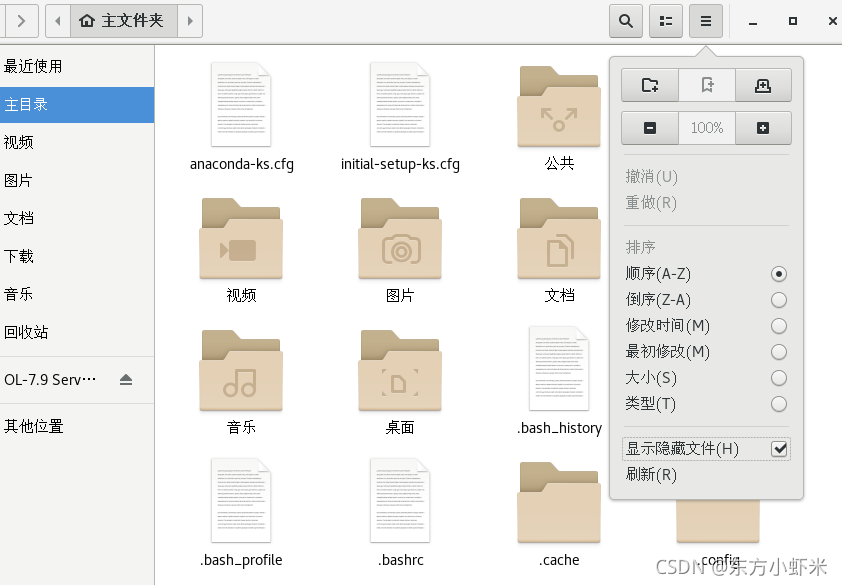 主文件夹
最近使用
主目录
视频
图片
文档
下载
音乐
回收站
OL-7.9 Serv···
其他位置
anaconda-ks.cfg
initial-setup-ks.cfg
公共
视频
图片
文档
音乐
桌面
.bash_history
.bash_profile
.bashrc
.cache
.config
100%
撤消(U)
重做(R)
排序
顺序(A-Z)
倒序(Z-A)
修改时间(M)
最初修改(M)
大小(S)
类型(T)
显示隐藏文件(H)
刷新(R)
CSDN @东方小虾米